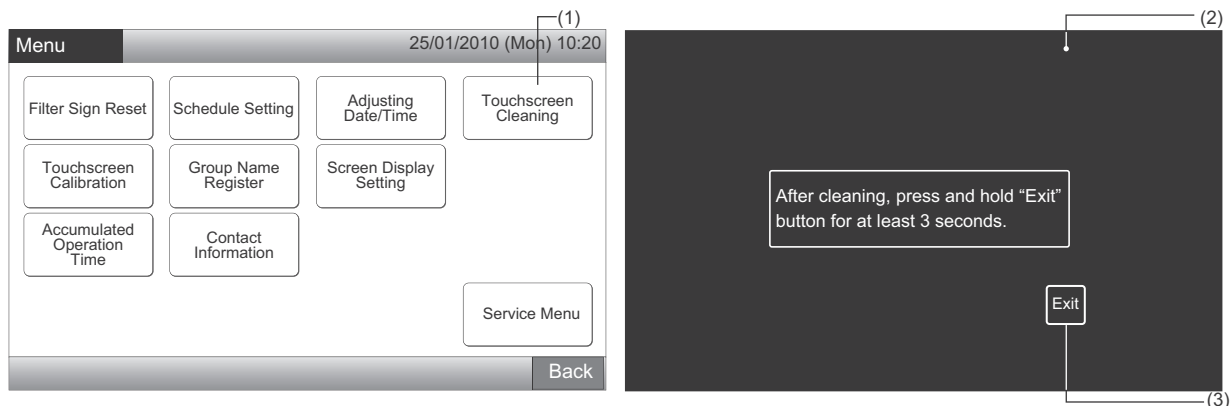 (1)
(2)
Menu
25/01/2010 (Mon) 10:20
Filter Sign Reset
Schedule Setting
Adjusting
Date/Time
Touchscreen
Cleaning
Touchscreen
Calibration
Group Name
Register
Screen Display
Setting
Accumulated
Operation
Time
Contact
Information
Service Menu
Back
After cleaning, press and hold “Exit”
button for at least 3 seconds.
Exit
(3)